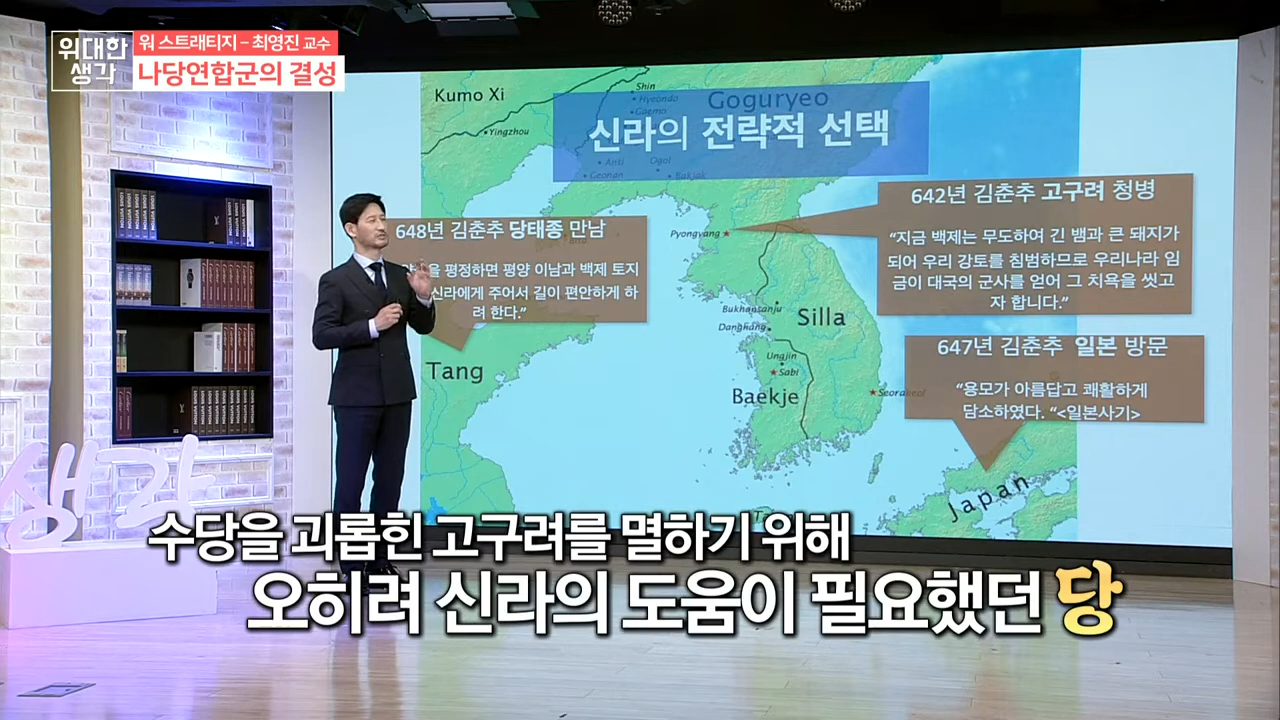 위대한
생각
워 스트래티지 – 최영진 교수
나당연합군의 결성
Kumo Xi
Shin
Hyeondo
Gaemo
Goguryeo
Yingzhou
신라의 전략적 선택
Ansi
Ogol
Geonan
Bakjak
642년 김춘추 고구려 청병
“지금 백제는 무도하여 긴 뱀과 큰 돼지가
되어 우리 강토를 침범하므로 우리나라 임
금이 대국의 군사를 얻어 그 치욕을 씻고
자 합니다.”
648년 김춘추 당태종 만남
을 평정하면 평양 이남과 백제 토지
신라에게 주어서 길이 편안하게 하
려 한다.”
Pyongyang
Bukhansanju
Danghang
Silla
Ungjin
Sabi
Baekje
Seorabeol
Tang
647년 김춘추 일본 방문
“용모가 아름답고 쾌활하게
담소하였다. “<일본사기>
Japan
생각
수당을 괴롭힌 고구려를 멸하기 위해
오히려 신라의 도움이 필요했던 당